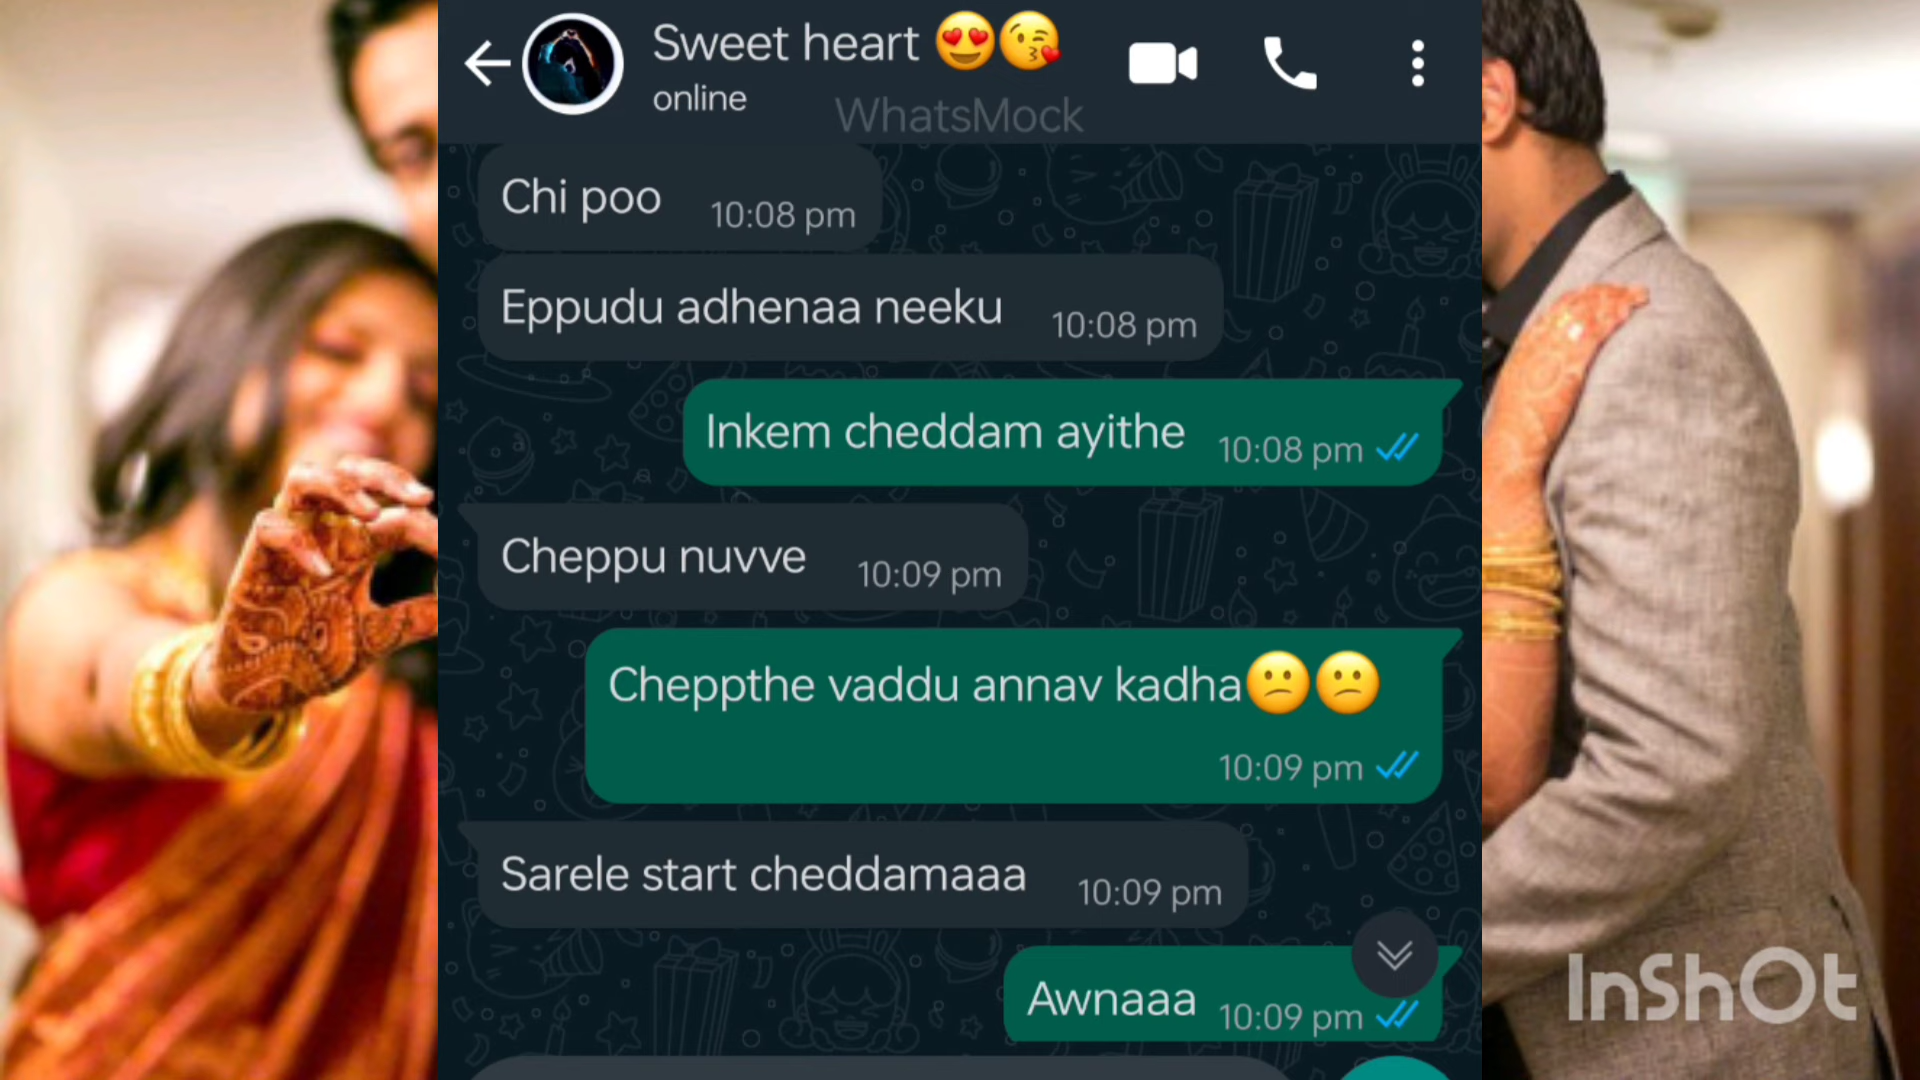 Sweet heart 😍😘
online
WhatsMock
Chi poo 10:08 pm
Eppudu adhenaa neeku 10:08 pm
Inkem cheddam ayithe 10:08 pm
Cheppu nuvve 10:09 pm
Cheppthe vaddu annav kadha😕😕
10:09 pm
Sarele start cheddamaaa 10:09 pm
Awnaaa 10:09 pm
InShOt